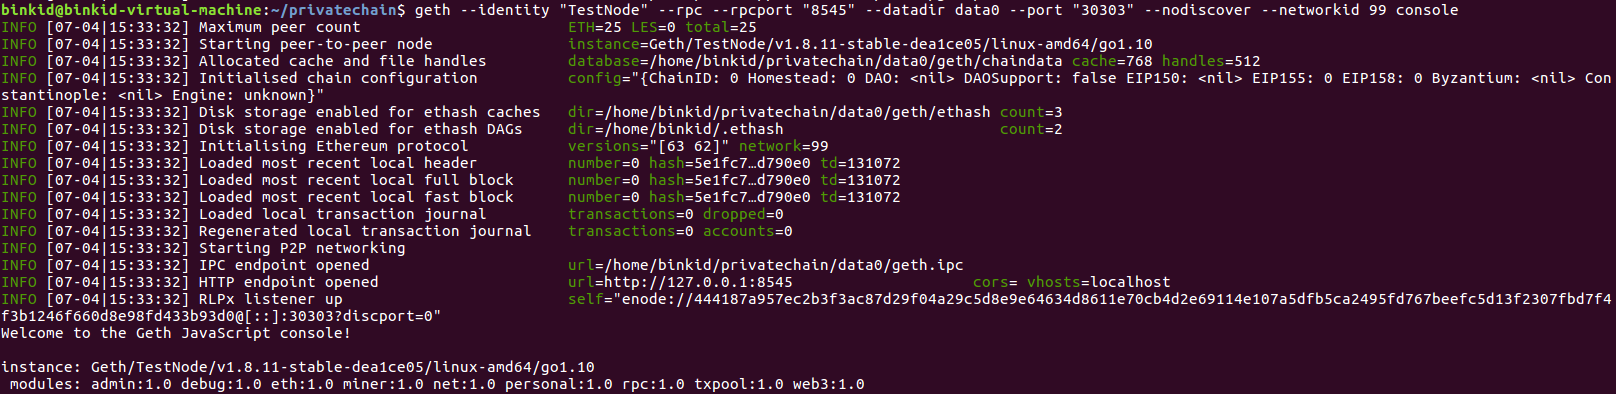 binkid@binkid-virtual-machine:~/privatechain$ geth --identity "TestNode" --rpc --rpcport "8545" --datadir data0 --port "30303" --nodiscover --networkid 99 console
INFO [07-04|15:33:32] Maximum peer count                       ETH=25 LES=0 total=25
INFO [07-04|15:33:32] Starting peer-to-peer node               instance=Geth/TestNode/v1.8.11-stable-dea1ce05/linux-amd64/go1.10
INFO [07-04|15:33:32] Allocated cache and file handles         database=/home/binkid/privatechain/data0/geth/chaindata cache=768 handles=512
INFO [07-04|15:33:32] Initialised chain configuration          config="{ChainID: 0 Homestead: 0 DAO: <nil> DAOSupport: false EIP150: <nil> EIP155: 0 EIP158: 0 Byzantium: <nil> Con
stantinople: <nil> Engine: unknown}"
INFO [07-04|15:33:32] Disk storage enabled for ethash caches   dir=/home/binkid/privatechain/data0/geth/ethash count=3
INFO [07-04|15:33:32] Disk storage enabled for ethash DAGs     dir=/home/binkid/.ethash                        count=2
INFO [07-04|15:33:32] Initialising Ethereum protocol           versions="[63 62]" network=99
INFO [07-04|15:33:32] Loaded most recent local header          number=0 hash=5e1fc7…d790e0 td=131072
INFO [07-04|15:33:32] Loaded most recent local full block      number=0 hash=5e1fc7…d790e0 td=131072
INFO [07-04|15:33:32] Loaded most recent local fast block      number=0 hash=5e1fc7…d790e0 td=131072
INFO [07-04|15:33:32] Loaded local transaction journal         transactions=0 dropped=0
INFO [07-04|15:33:32] Regenerated local transaction journal    transactions=0 accounts=0
INFO [07-04|15:33:32] Starting P2P networking
INFO [07-04|15:33:32] IPC endpoint opened                      url=/home/binkid/privatechain/data0/geth.ipc
INFO [07-04|15:33:32] HTTP endpoint opened                     url=http://127.0.0.1:8545                    cors= vhosts=localhost
INFO [07-04|15:33:32] RLPx listener up                         self="enode://444187a957ec2b3f3ac87d29f04a29c5d8e9e64634d8611e70cb4d2e69114e107a5dfb5ca2495fd767beefc5d13f2307fbd7f4
f3b1246f660d8e98fd433b93d0@[::]:30303?discport=0"
Welcome to the Geth JavaScript console!
instance: Geth/TestNode/v1.8.11-stable-dea1ce05/linux-amd64/go1.10
modules: admin:1.0 debug:1.0 eth:1.0 miner:1.0 net:1.0 personal:1.0 rpc:1.0 txpool:1.0 web3:1.0